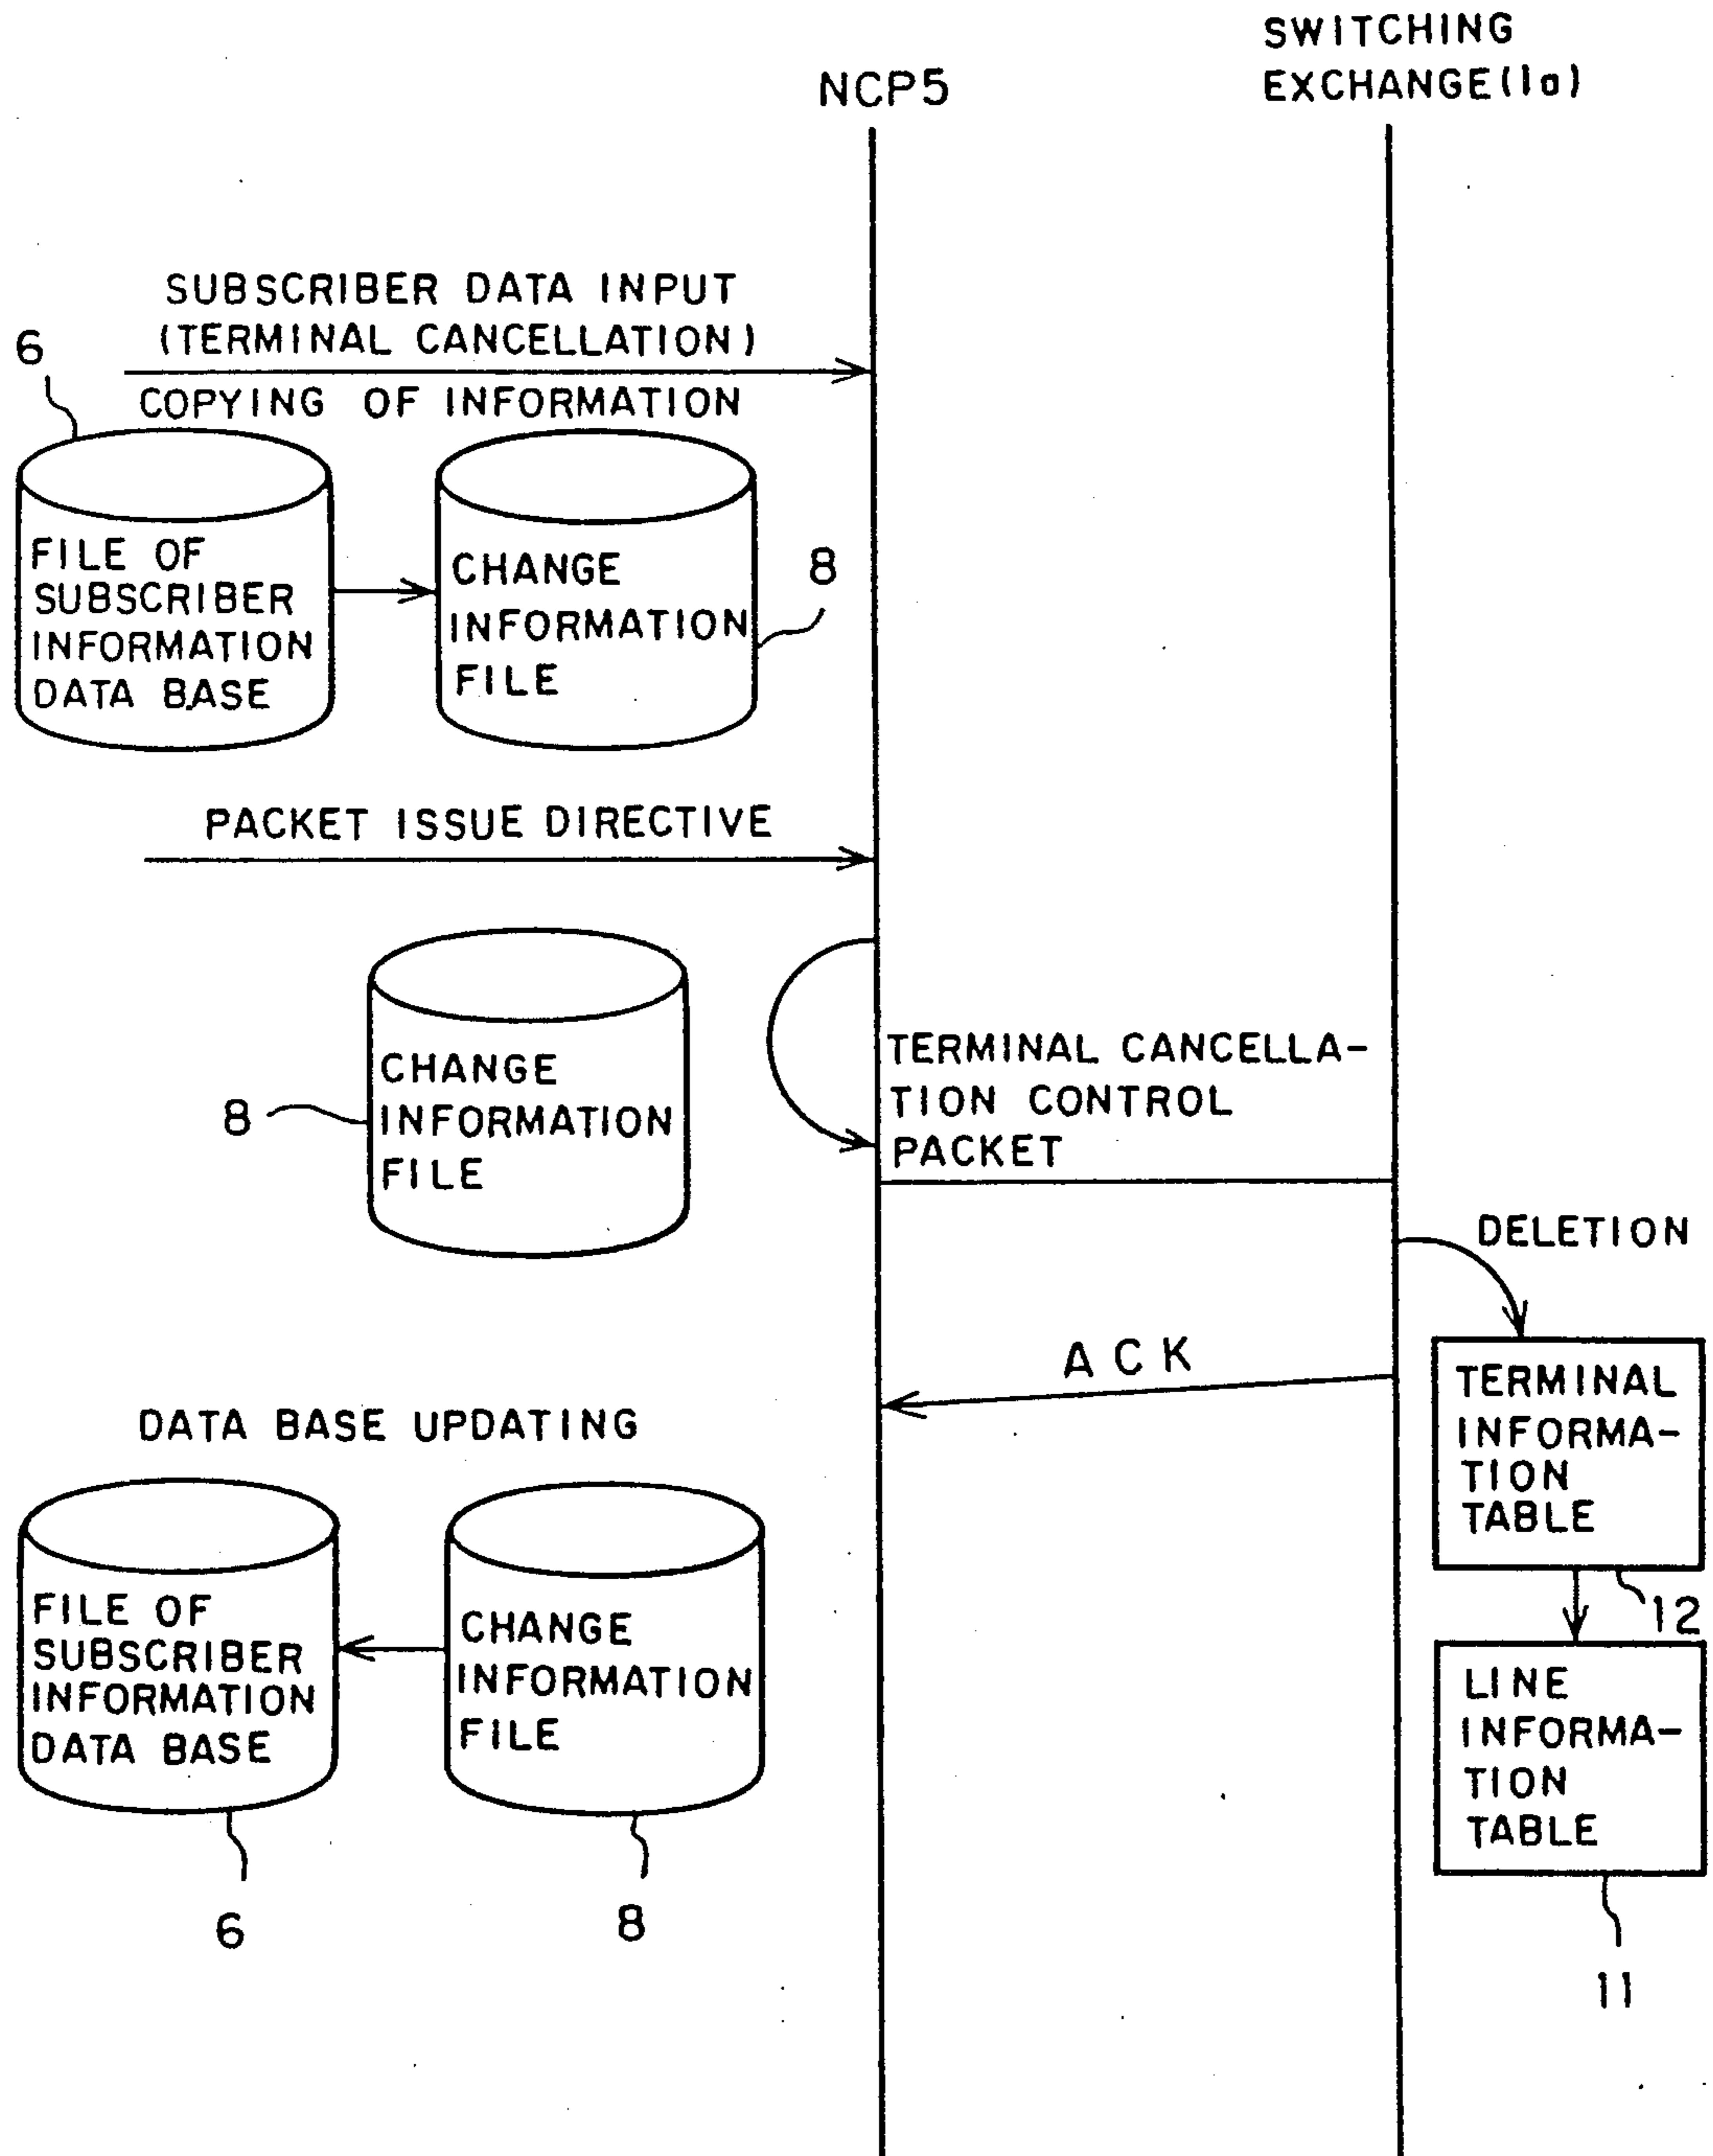 SWITCHING
EXCHANGE(1a)
NCP5
SUBSCRIBER DATA INPUT
(TERMINAL CANCELLATION)
6
COPYING OF INFORMATION
FILE OF
SUBSCRIBER
INFORMATION
DATA BASE
CHANGE
INFORMATION
FILE
8
PACKET ISSUE DIRECTIVE
CHANGE
INFORMATION
FILE
8
TERMINAL CANCELLA-
TION CONTROL
PACKET
DELETION
ACK
TERMINAL
INFORMA-
TION
TABLE
12
DATA BASE UPDATING
FILE OF
SUBSCRIBER
INFORMATION
DATA BASE
CHANGE
INFORMATION
FILE
LINE
INFORMA-
TION
TABLE
6
8
11